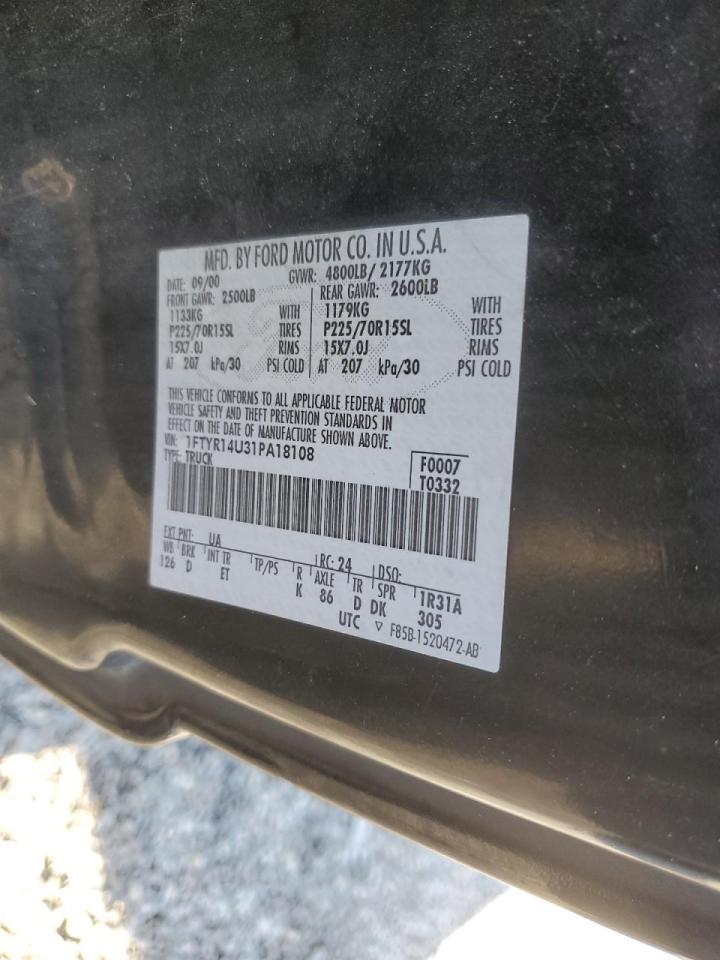 MFD. BY FORD MOTOR CO. IN U.S.A.
DATE: 09/00 GVWR: 4800LB/ 2177KG
FRONT GAWR: 2500LB REAR GAWR: 2600LB
1133KG WITH 1179KG WITH
P225/70R15SL TIRES P225/70R15SL TIRES
15X7.0J RIMS 15X7.0J RIMS
AT 207 kPa/30 PSI COLD AT 207 kPa/30 PSI COLD
THIS VEHICLE CONFORMS TO ALL APPLICABLE FEDERAL MOTOR
VEHICLE SAFETY AND THEFT PREVENTION STANDARDS IN
EFFECT ON THE DATE OF MANUFACTURE SHOWN ABOVE.
VIN: 1FTYR14U31PA18108
TYPE: TRUCK
F0007
T0332
EXT PNT: UA RC: 24 DSO:
WB BRK INT TR TP/PS R AXLE TR SPR 1R31A
126 D ET K 86 D DK 305
UTC ▽ F85B-1520472-AB